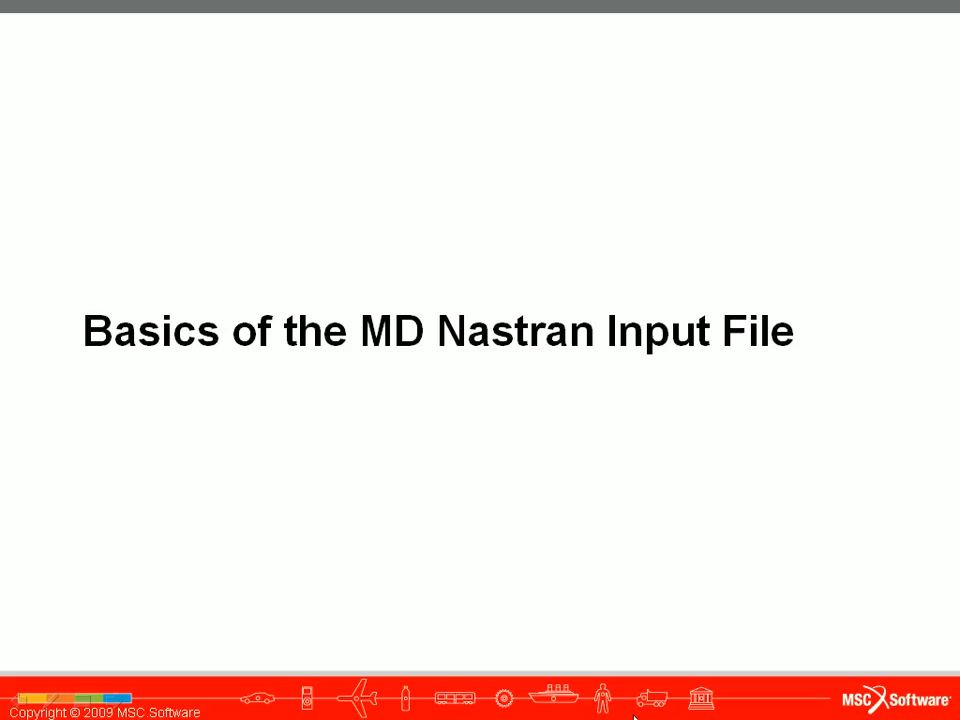 Basics of the MD Nastran Input File
Copyright © 2009 MSC.Software
MSC Software